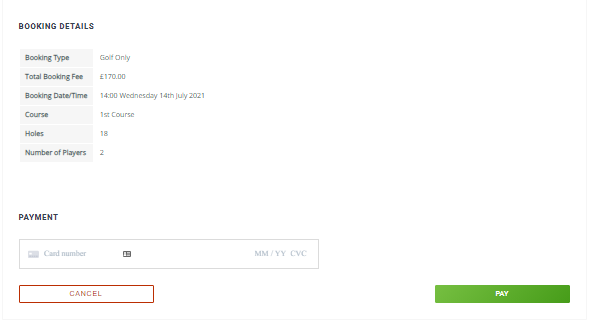 BOOKING DETAILS
Booking Type Golf Only
Total Booking Fee £170.00
Booking Date/Time 14:00 Wednesday 14th July 2021
Course 1st Course
Holes 18
Number of Players 2
PAYMENT
Card number MM / YY CVC
CANCEL PAY